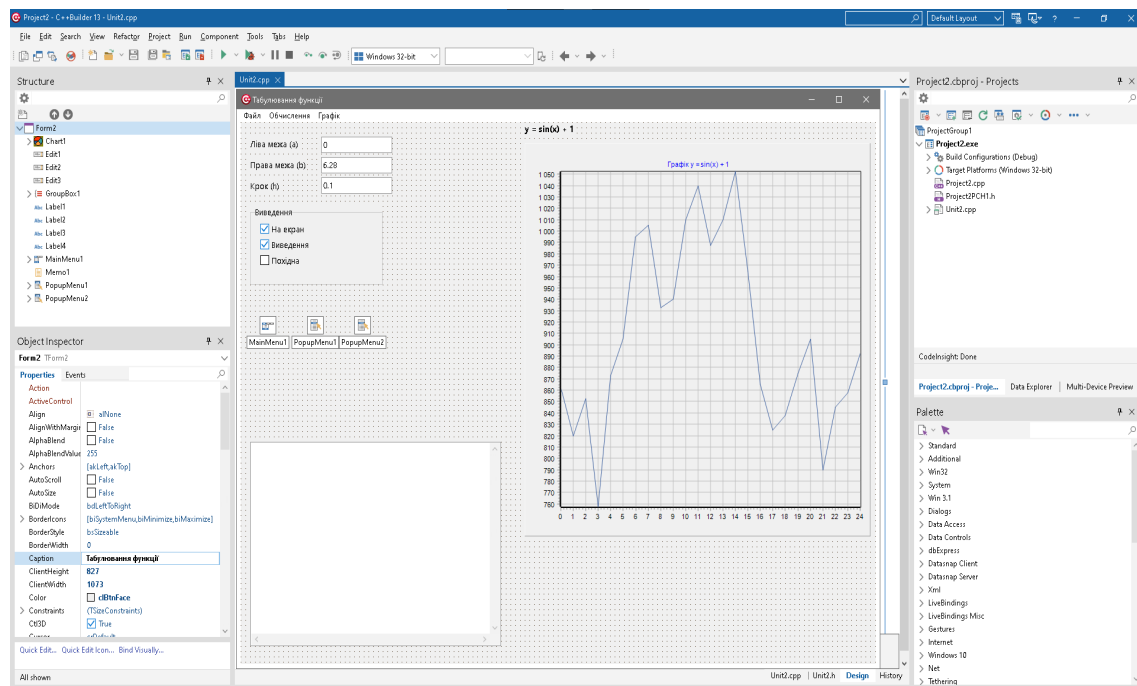 Project2 - C++Builder 13 - Unit2.cpp
Default Layout
File Edit Search View Refactor Project Run Component Tools Tabs Help
Windows 32-bit
Structure
Form2
Chart1
Edit1
Edit2
Edit3
GroupBox1
Label1
Label2
Label3
Label4
MainMenu1
Memo1
PopupMenu1
PopupMenu2
Object Inspector
Form2 TForm2
Properties Events
Action
ActiveControl
Align alNone
AlignWithMargin False
AlphaBlend False
AlphaBlendValue 255
Anchors [akLeft,akTop]
AutoScroll False
AutoSize False
BiDiMode bdLeftToRight
BorderIcons [biSystemMenu,biMinimize,biMaximize]
BorderStyle bsSizeable
BorderWidth 0
Caption Табулювання функції
ClientHeight 827
ClientWidth 1073
Color clBtnFace
Constraints (TSizeConstraints)
Ctl3D True
Quick Edit... Quick Edit Icon... Bind Visually...
All shown
Unit2.cpp
Табулювання функції
Файл Обчислення Графік
y = sin(x) + 1
Ліва межа (a) 0
Права межа (b) 6.28
Крок (h) 0.1
Виведення
На екран
Виведення
Похідна
MainMenu1 PopupMenu1 PopupMenu2
Графік y = sin(x) + 1
1 050
1 040
1 030
1 020
1 010
1 000
990
980
970
960
950
940
930
920
910
900
890
880
870
860
850
840
830
820
810
800
790
780
770
760
0 1 2 3 4 5 6 7 8 9 10 11 12 13 14 15 16 17 18 19 20 21 22 23 24
Unit2.cpp Unit2.h Design History
Project2.cbproj - Projects
ProjectGroup1
Project2.exe
Build Configurations (Debug)
Target Platforms (Windows 32-bit)
Project2.cpp
Project2PCH1.h
Unit2.cpp
CodeInsight: Done
Project2.cbproj - Proje... Data Explorer Multi-Device Preview
Palette
Standard
Additional
Win32
System
Win 3.1
Dialogs
Data Access
Data Controls
dbExpress
Datasnap Client
Datasnap Server
Xml
LiveBindings
LiveBindings Misc
Gestures
Internet
Windows 10
Net
Tethering